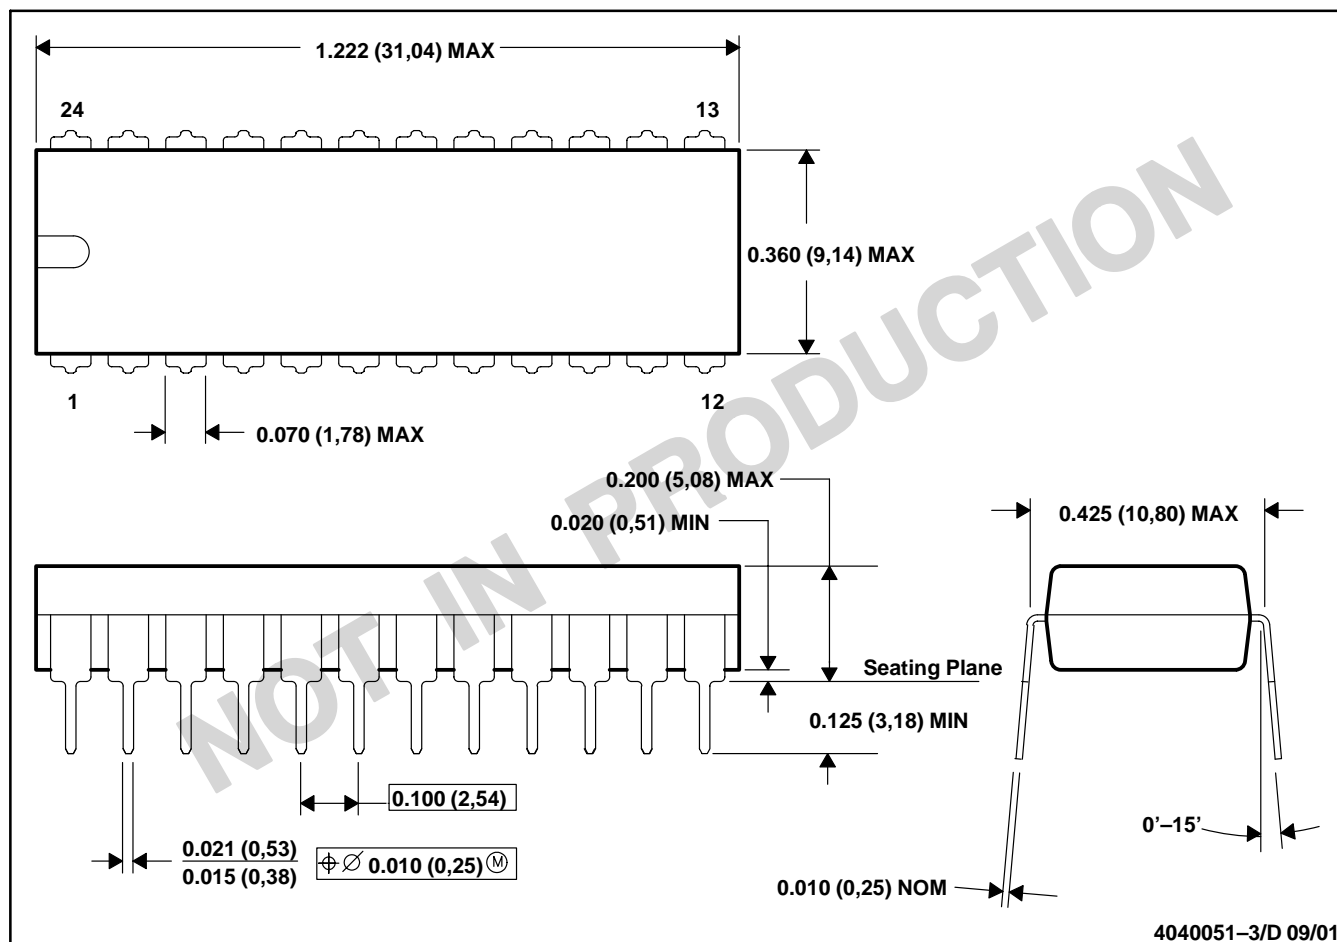 1.222 (31,04) MAX
24
13
0.360 (9,14) MAX
1
12
0.070 (1,78) MAX
0.200 (5,08) MAX
0.020 (0,51) MIN
0.425 (10,80) MAX
Seating Plane
0.125 (3,18) MIN
0.100 (2,54)
0.021 (0,53)
0.015 (0,38)
⌖ ∅ 0.010 (0,25) Ⓜ
0’–15’
0.010 (0,25) NOM
4040051–3/D 09/01
NOT IN PRODUCTION